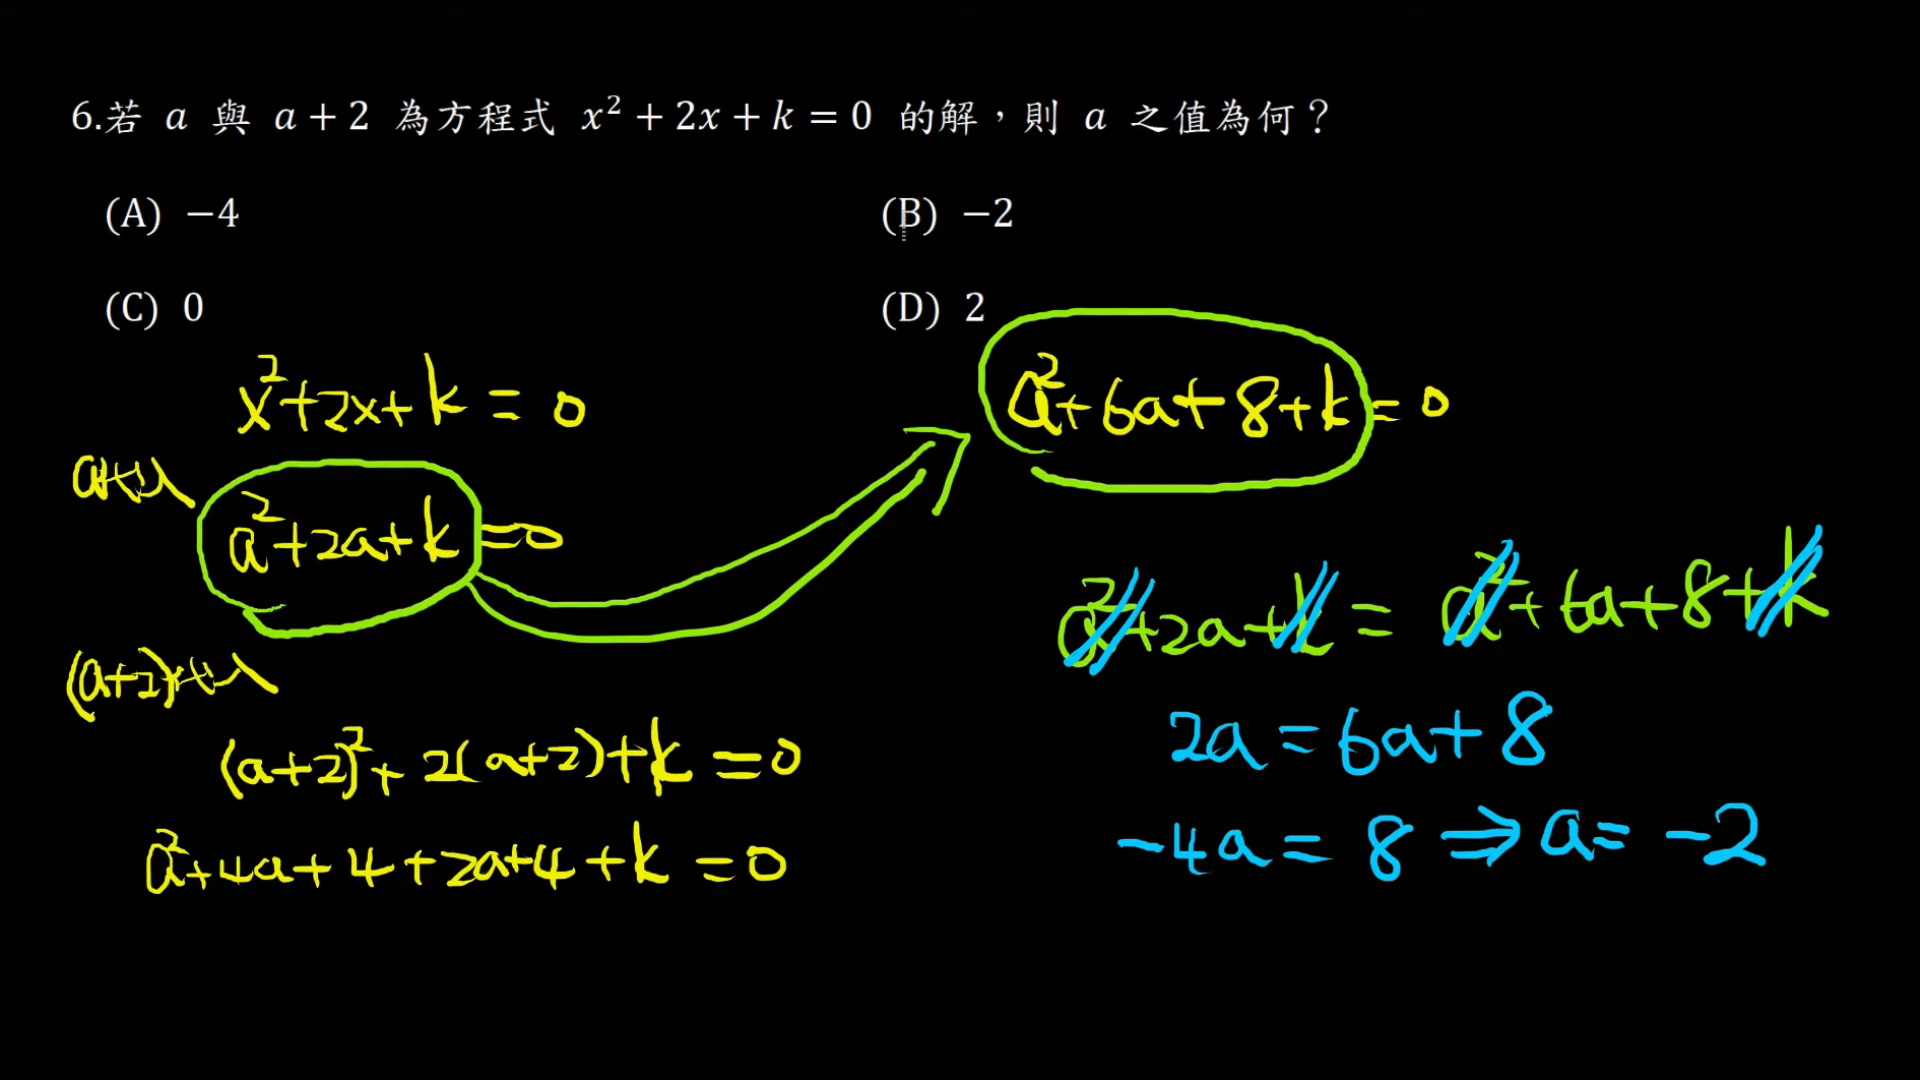 6.若 a 與 a + 2 為方程式 x² + 2x + k = 0 的解，則 a 之值為何？
(A) −4
(B) −2
(C) 0
(D) 2
x²+2x+k = 0
a代入
a²+2a+k=0
(a+2)代入
(a+2)²+2(a+2)+k=0
a²+4a+4+2a+4+k=0
a²+6a+8+k=0
a²+2a+k = a²+6a+8+k
2a=6a+8
-4a=8⇒a=-2